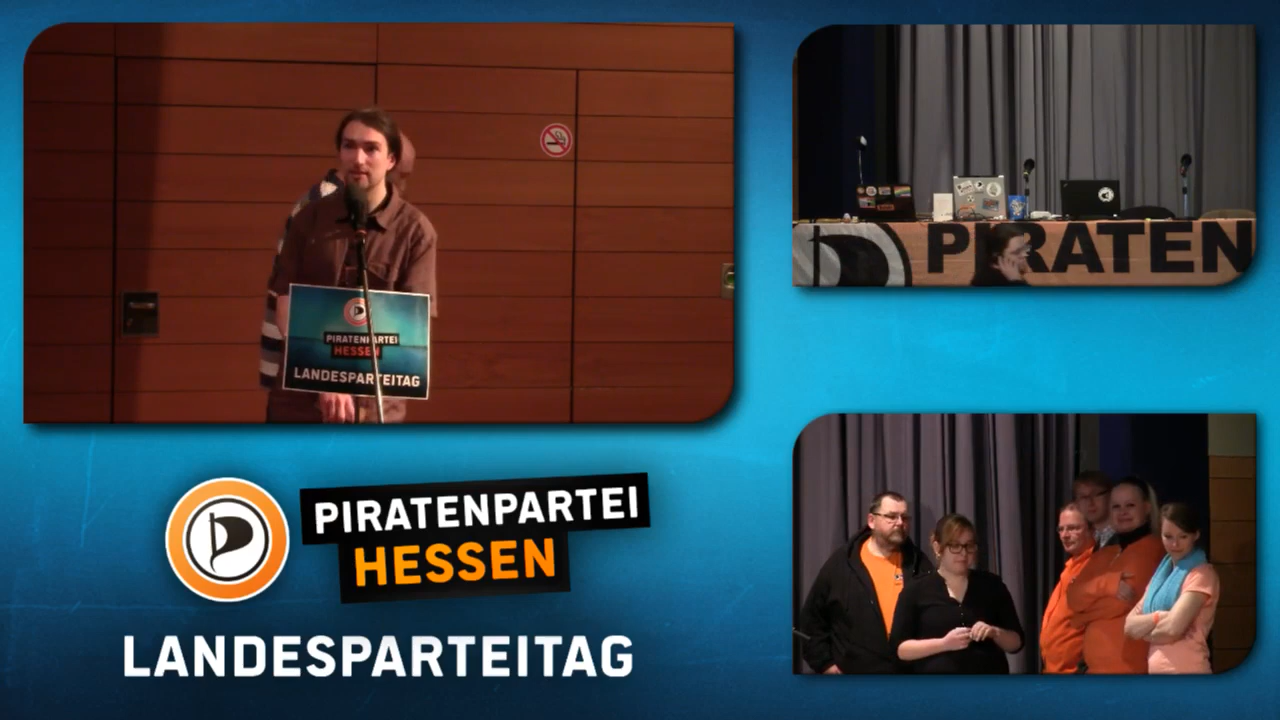 PIRATENPARTEI
HESSEN
LANDESPARTEITAG
PIRATEN
PIRATENPARTEI
HESSEN
LANDESPARTEITAG